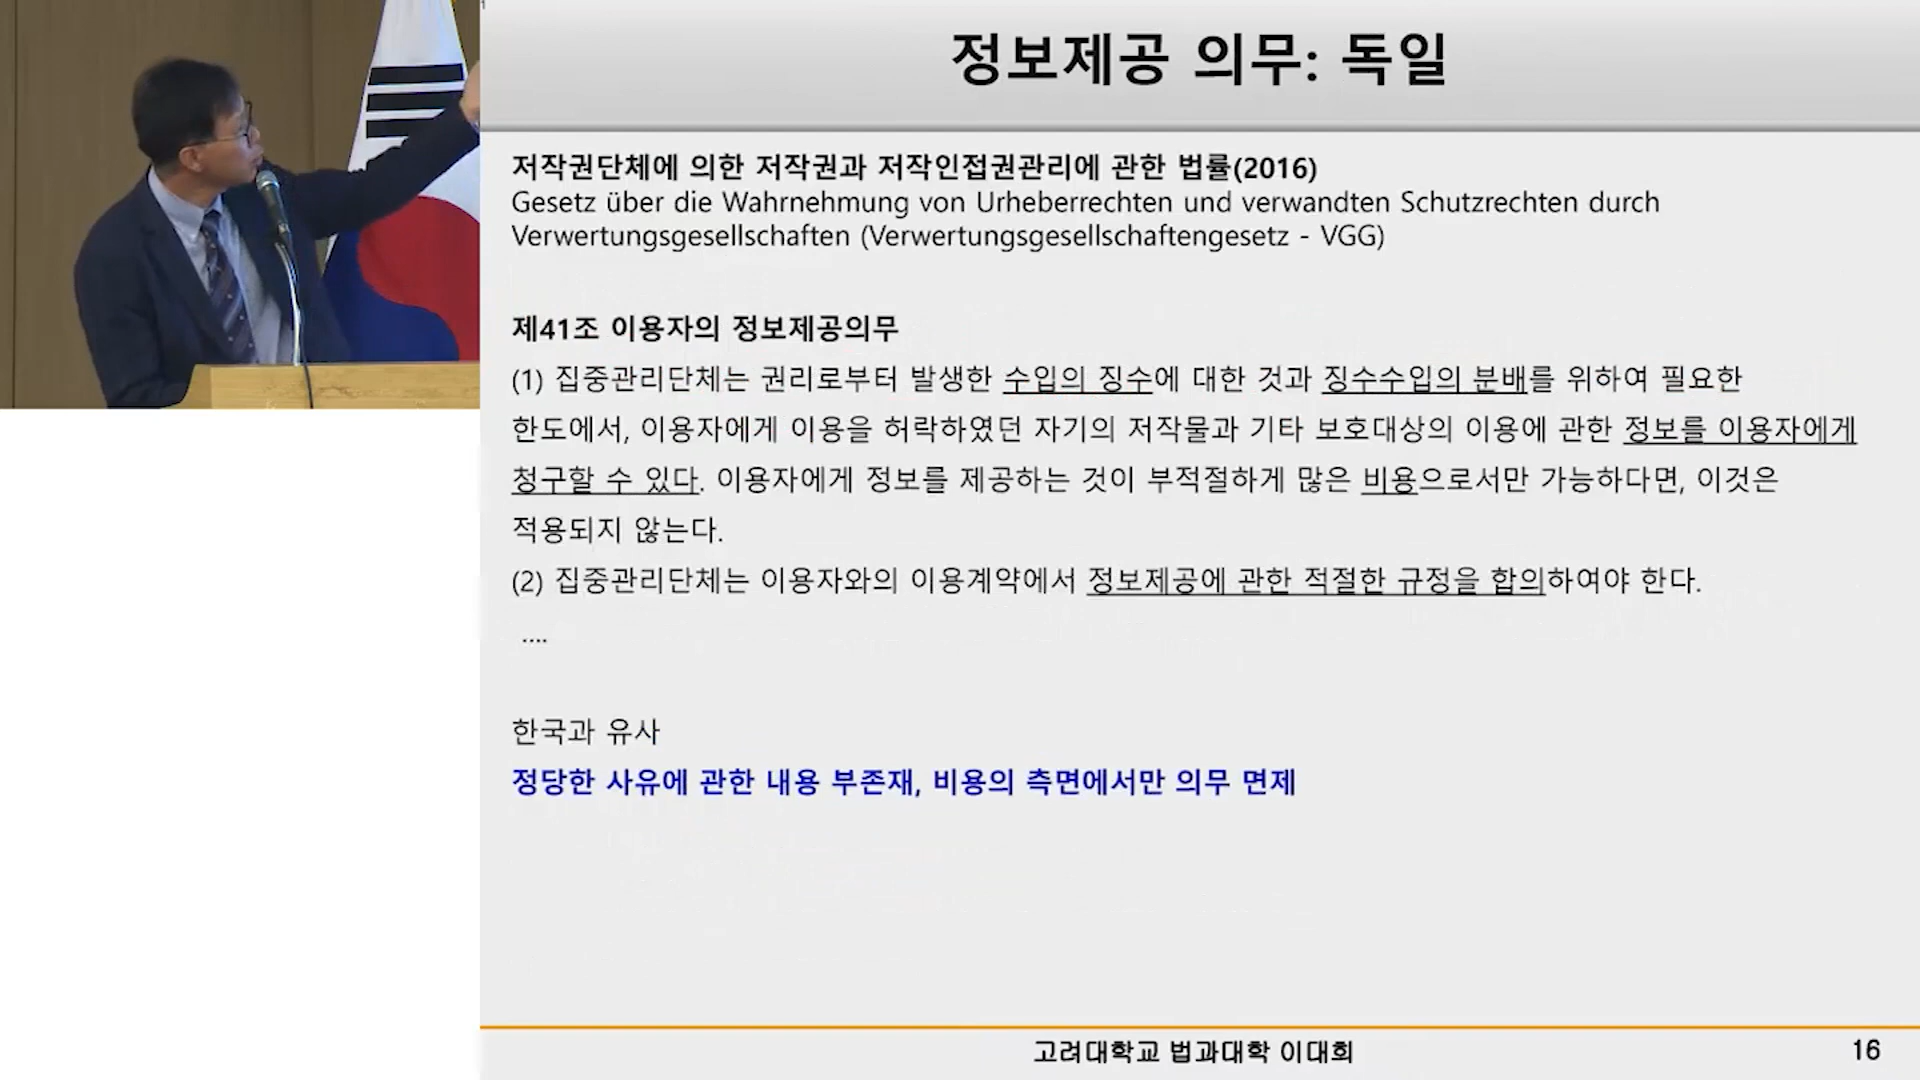 정보제공 의무: 독일
저작권단체에 의한 저작권과 저작인접권관리에 관한 법률(2016)
Gesetz über die Wahrnehmung von Urheberrechten und verwandten Schutzrechten durch
Verwertungsgesellschaften (Verwertungsgesellschaftengesetz - VGG)
제41조 이용자의 정보제공의무
(1) 집중관리단체는 권리로부터 발생한 수입의 징수에 대한 것과 징수수입의 분배를 위하여 필요한
한도에서, 이용자에게 이용을 허락하였던 자기의 저작물과 기타 보호대상의 이용에 관한 정보를 이용자에게
청구할 수 있다. 이용자에게 정보를 제공하는 것이 부적절하게 많은 비용으로서만 가능하다면, 이것은
적용되지 않는다.
(2) 집중관리단체는 이용자와의 이용계약에서 정보제공에 관한 적절한 규정을 합의하여야 한다.
....
한국과 유사
정당한 사유에 관한 내용 부존재, 비용의 측면에서만 의무 면제
고려대학교 법과대학 이대희
16